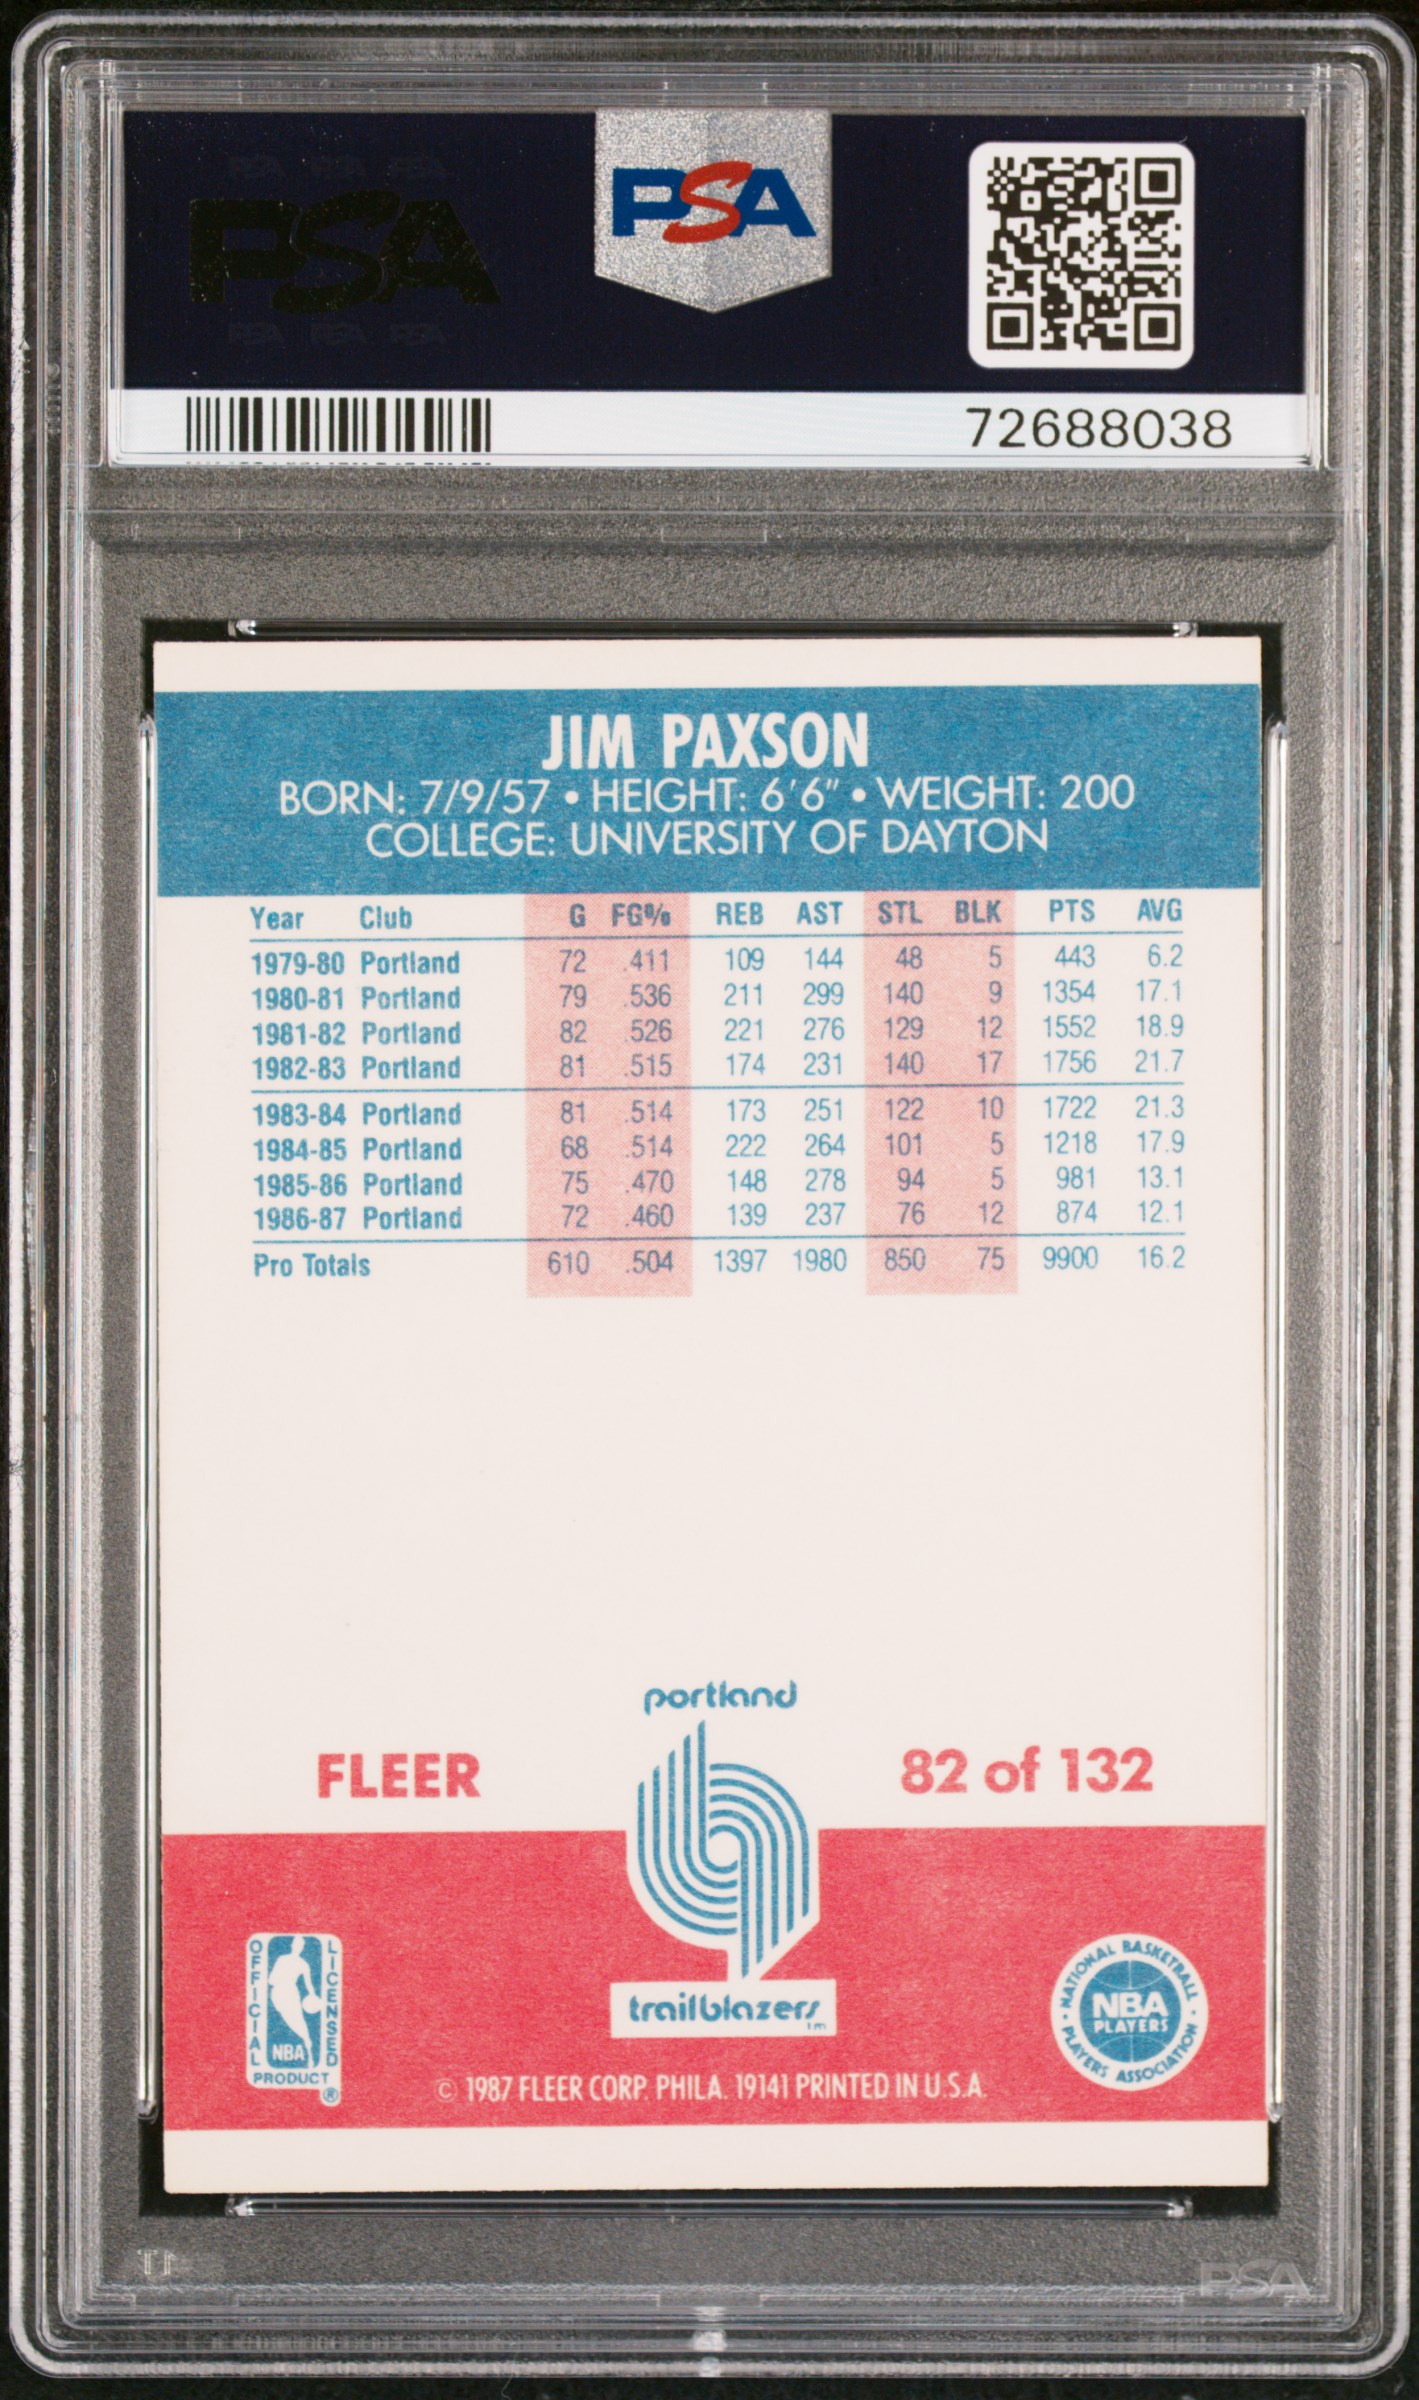 PSA
PSA
72688038
JIM PAXSON
BORN: 7/9/57 • HEIGHT: 6'6" • WEIGHT: 200
COLLEGE: UNIVERSITY OF DAYTON
Year Club G FG% REB AST STL BLK PTS AVG
1979-80 Portland 72 .411 109 144 48 5 443 6.2
1980-81 Portland 79 .536 211 299 140 9 1354 17.1
1981-82 Portland 82 .526 221 276 129 12 1552 18.9
1982-83 Portland 81 .515 174 231 140 17 1756 21.7
1983-84 Portland 81 .514 173 251 122 10 1722 21.3
1984-85 Portland 68 .514 222 264 101 5 1218 17.9
1985-86 Portland 75 .470 148 278 94 5 981 13.1
1986-87 Portland 72 .460 139 237 76 12 874 12.1
Pro Totals 610 .504 1397 1980 850 75 9900 16.2
portland
FLEER
82 of 132
trailblazers
TM
OFFICIAL LICENSED
NBA
PRODUCT ®
NATIONAL BASKETBALL
NBA
PLAYERS
PLAYERS ASSOCIATION
© 1987 FLEER CORP. PHILA. 19141 PRINTED IN U.S.A.
PSA